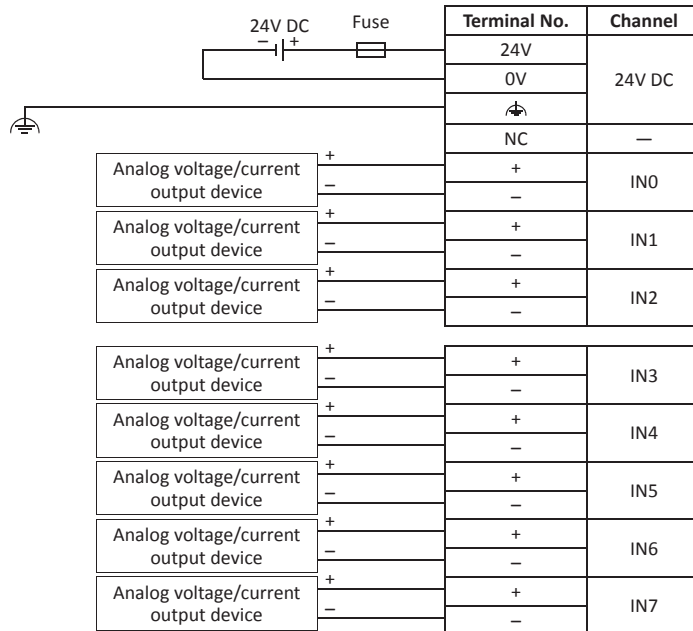 24V DC Fuse Terminal No. Channel
– + 24V
0V 24V DC
NC —
Analog voltage/current + + IN0
output device – –
Analog voltage/current + + IN1
output device – –
Analog voltage/current + + IN2
output device – –
Analog voltage/current + + IN3
output device – –
Analog voltage/current + + IN4
output device – –
Analog voltage/current + + IN5
output device – –
Analog voltage/current + + IN6
output device – –
Analog voltage/current + + IN7
output device – –